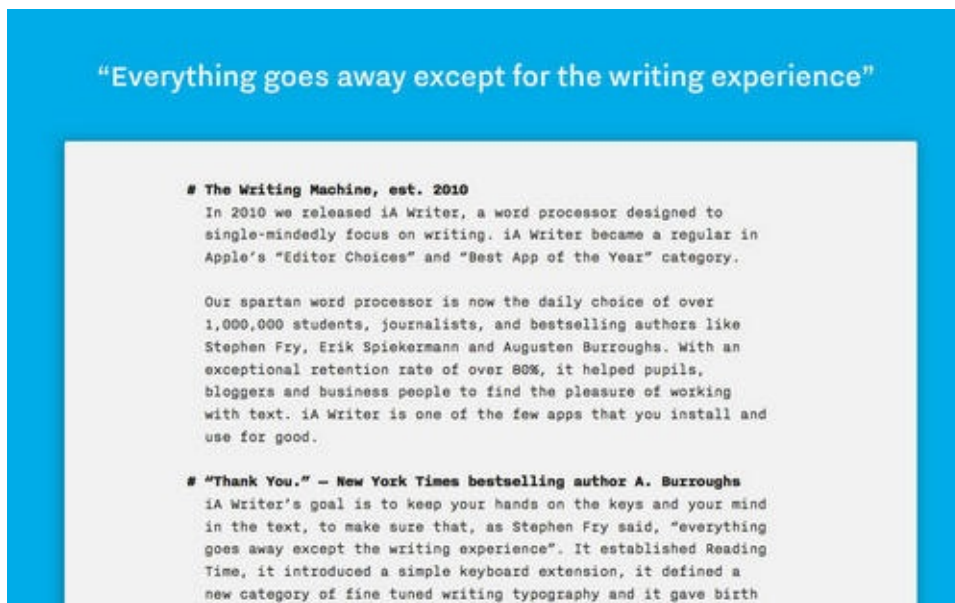 “Everything goes away except for the writing experience”
# The Writing Machine, est. 2010
In 2010 we released iA Writer, a word processor designed to
single-mindedly focus on writing. iA Writer became a regular in
Apple’s “Editor Choices” and “Best App of the Year” category.
Our spartan word processor is now the daily choice of over
1,000,000 students, journalists, and bestselling authors like
Stephen Fry, Erik Spiekermann and Augusten Burroughs. With an
exceptional retention rate of over 80%, it helped pupils,
bloggers and business people to find the pleasure of working
with text. iA Writer is one of the few apps that you install and
use for good.
# “Thank You.” — New York Times bestselling author A. Burroughs
iA Writer’s goal is to keep your hands on the keys and your mind
in the text, to make sure that, as Stephen Fry said, “everything
goes away except the writing experience”. It established Reading
Time, it introduced a simple keyboard extension, it defined a
new category of fine tuned writing typography and it gave birth